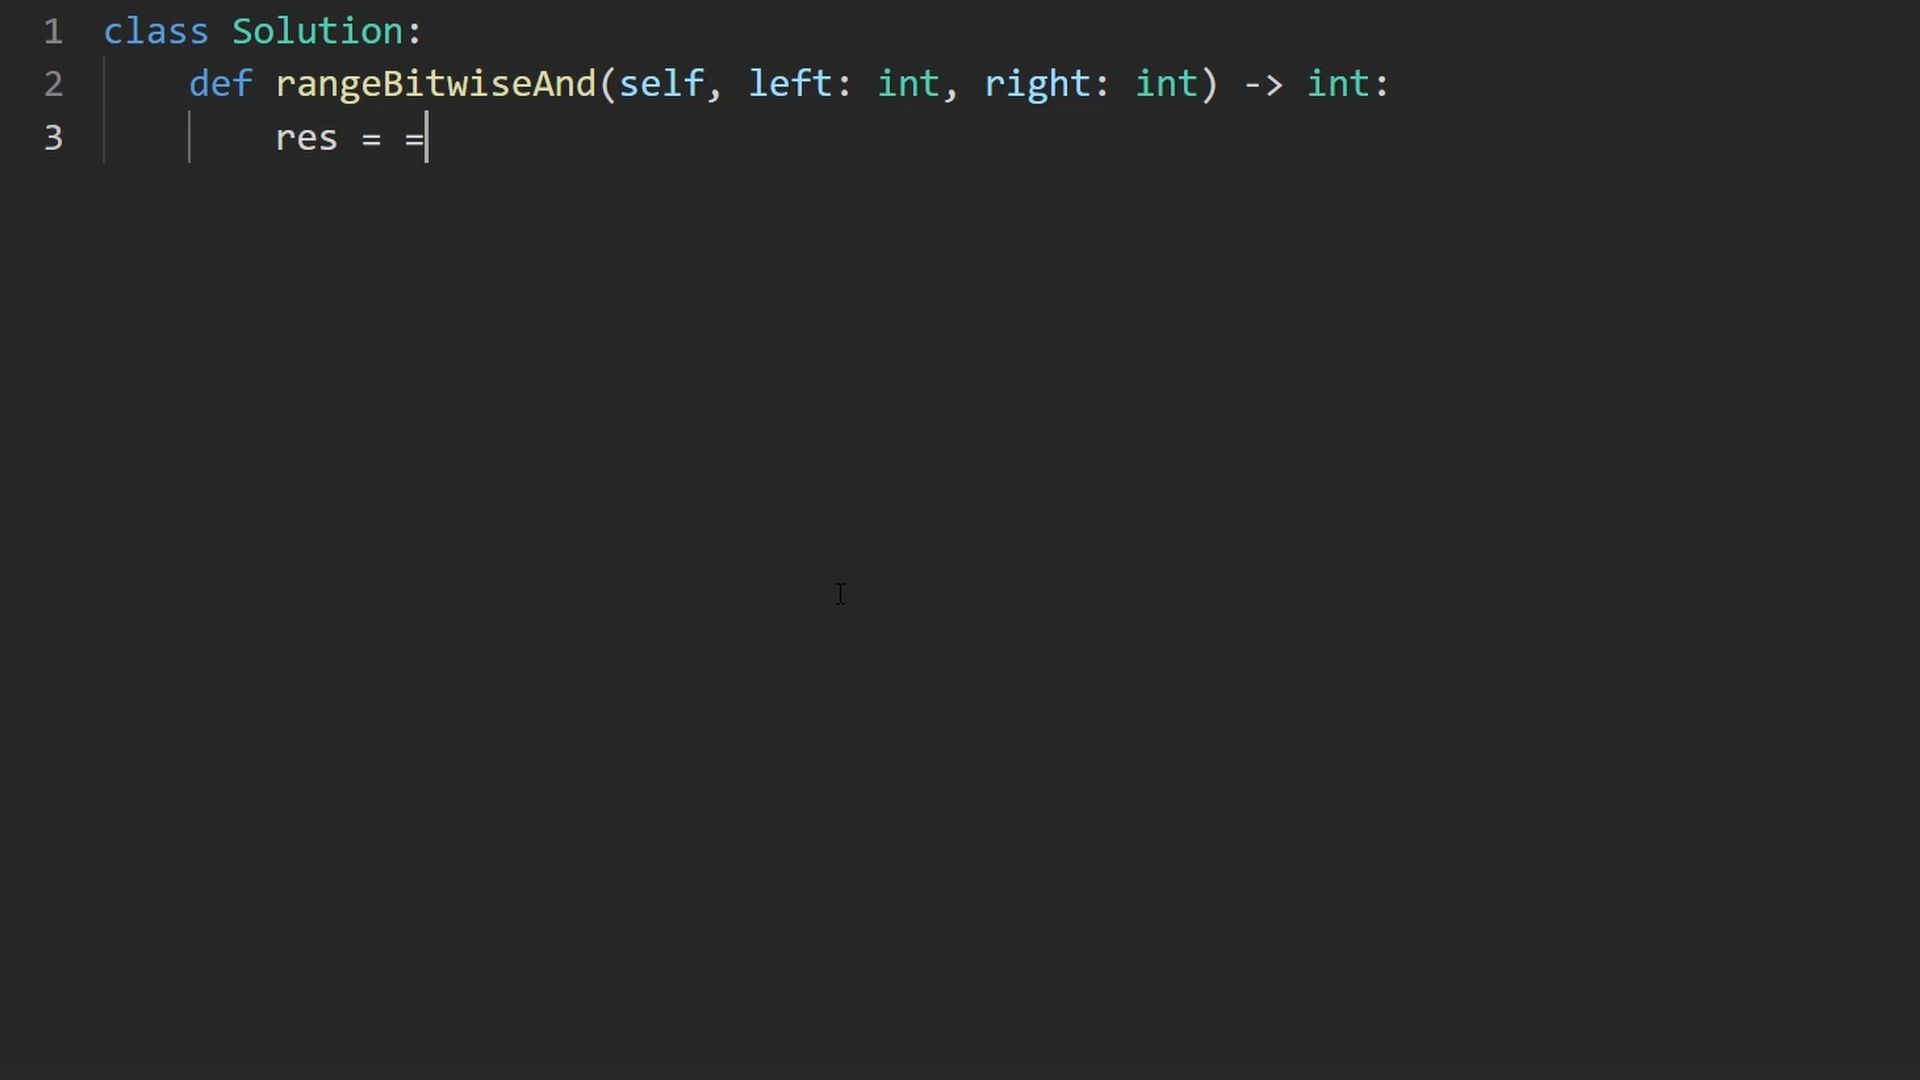 1 class Solution:
2 def rangeBitwiseAnd(self, left: int, right: int) -> int:
3 res = =